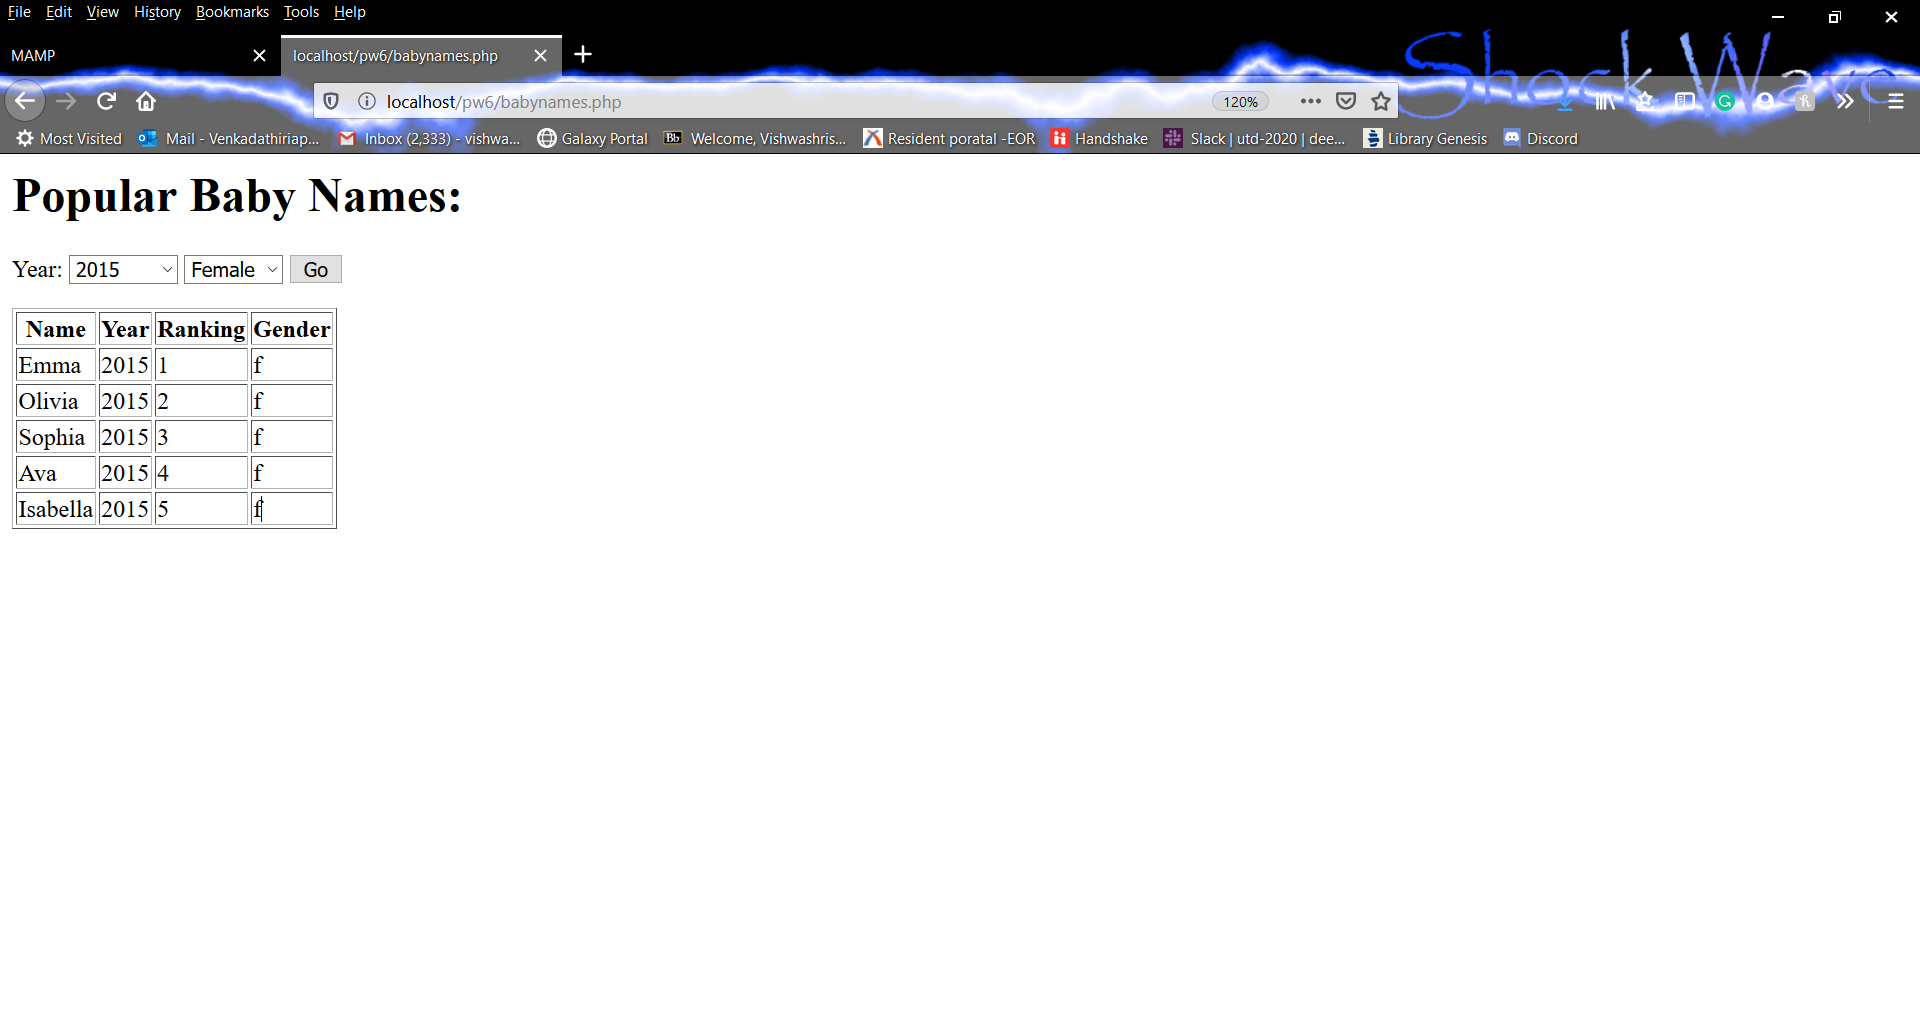 File Edit View History Bookmarks Tools Help
MAMP
localhost/pw6/babynames.php
Shock Wave
localhost/pw6/babynames.php
120%
Most Visited
Mail - Venkadathiriap...
Inbox (2,333) - vishwa...
Galaxy Portal
Bb Welcome, Vishwashris...
Resident poratal -EOR
Handshake
Slack | utd-2020 | dee...
Library Genesis
Discord
Popular Baby Names:
Year: 2015 Female Go
Name Year Ranking Gender
Emma 2015 1 f
Olivia 2015 2 f
Sophia 2015 3 f
Ava 2015 4 f
Isabella 2015 5 f